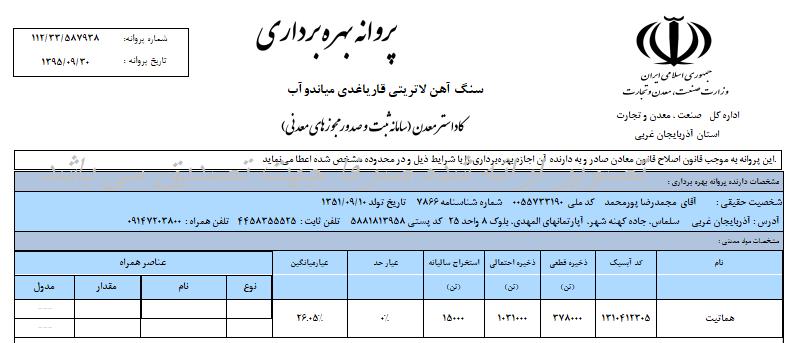 جمهوری اسلامی ایران
وزارت صنعت، معدن و تجارت
اداره کل صنعت ، معدن و تجارت
استان آذربایجان غربی
پروانه بهره برداری
سنگ آهن لاتریتی قارباغدی میاندوآب
کاداستر معدن (سامانه ثبت و صدور مجوزهای معدنی)
شماره پروانه: ۱۱۲/۳۳/۵۸۷۹۳۸
تاریخ پروانه : ۱۳۹۵/۰۹/۳۰
این پروانه به موجب قانون اصلاح قانون معادن صادر و به دارنده آن اجازه بهره‌برداری را با شرایط ذیل و در محدوده مشخص شده اعطا می‌نماید.
مشخصات دارنده پروانه بهره برداری :
شخصیت حقیقی : آقای محمدرضا پورمحمد کد ملی ۰۰۵۵۷۳۳۱۹۰ شماره شناسنامه ۷۸۶۶ تاریخ تولد ۱۳۵۱/۰۹/۱۰
آدرس : آذربایجان غربی سلماس، جاده کهنه شهر، آپارتمانهای المهدی، بلوک ۸ واحد ۲۵ کد پستی ۵۸۸۱۸۱۳۹۵۸ تلفن ثابت : ۴۴۵۸۳۵۵۵۲۵ تلفن همراه : ۰۹۱۴۷۲۰۳۸۰۰
مشخصات مواد معدنی :
نام کد آیسیک ذخیره قطعی (تن) ذخیره احتمالی (تن) استخراج سالیانه (تن) عیار حد عیارمیانگین عناصر همراه
نوع نام مقدار مدول
هماتیت ۱۳۱۰۴۱۲۳۰۵ ۳۷۸۰۰۰ ۱۰۳۱۰۰۰ ۱۵۰۰۰ ۰% ۲۶.۰۵% ---
---